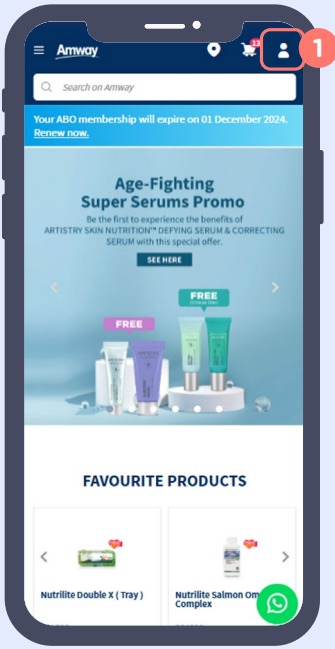 1
13
Amway
Search on Amway
Your ABO membership will expire on 01 December 2024.
Renew now.
Age-Fighting
Super Serums Promo
Be the first to experience the benefits of
ARTISTRY SKIN NUTRITION™ DEFYING SERUM & CORRECTING
SERUM with this special offer.
SEE HERE
FREE
FREE
FAVOURITE PRODUCTS
Nutrilite Double X ( Tray )
Nutrilite Salmon Om
Complex